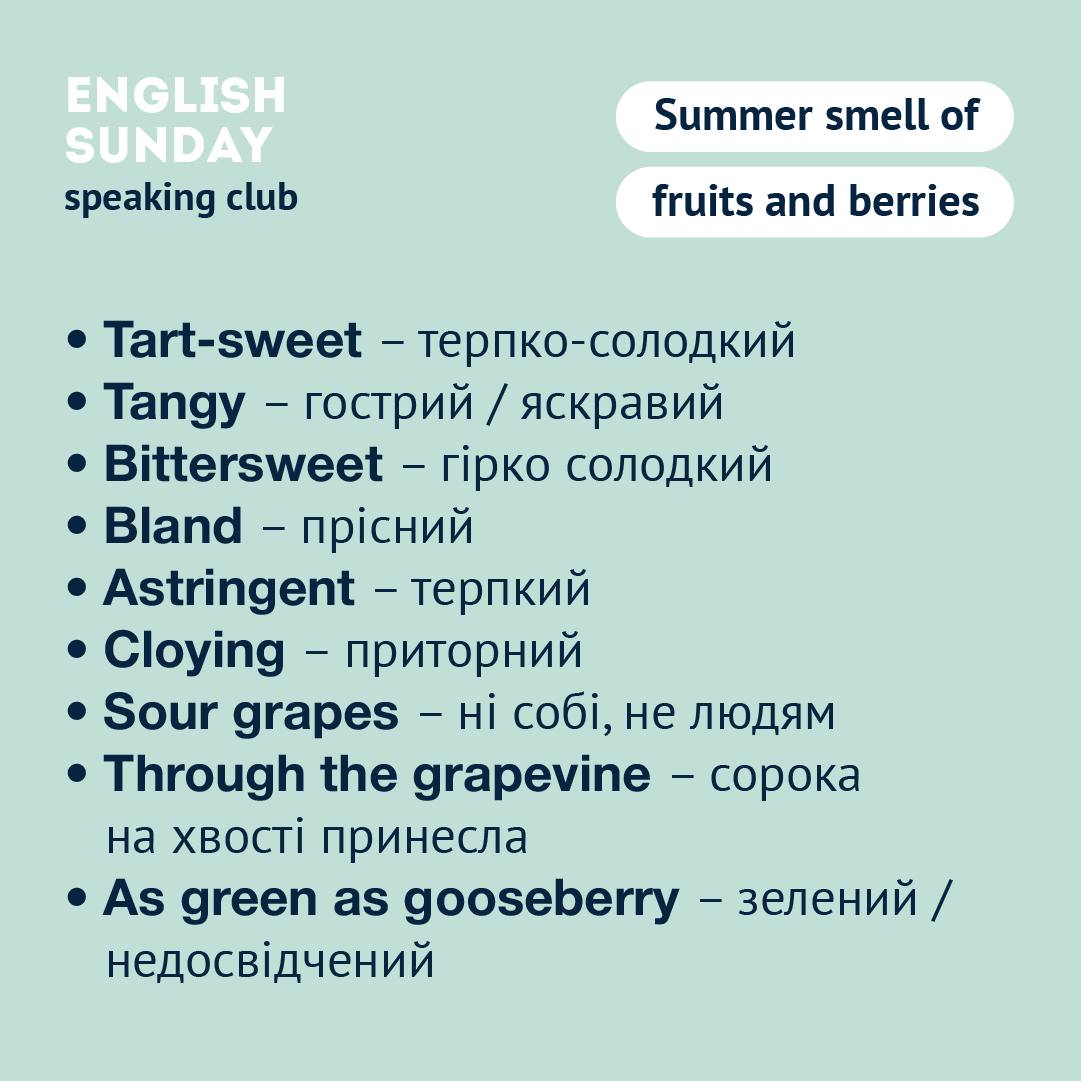 ENGLISH
SUNDAY
speaking club
Summer smell of
fruits and berries
• Tart-sweet – терпко-солодкий
• Tangy – гострий / яскравий
• Bittersweet – гірко солодкий
• Bland – прісний
• Astringent – терпкий
• Cloying – приторний
• Sour grapes – ні собі, не людям
• Through the grapevine – сорока
на хвості принесла
• As green as gooseberry – зелений /
недосвідчений